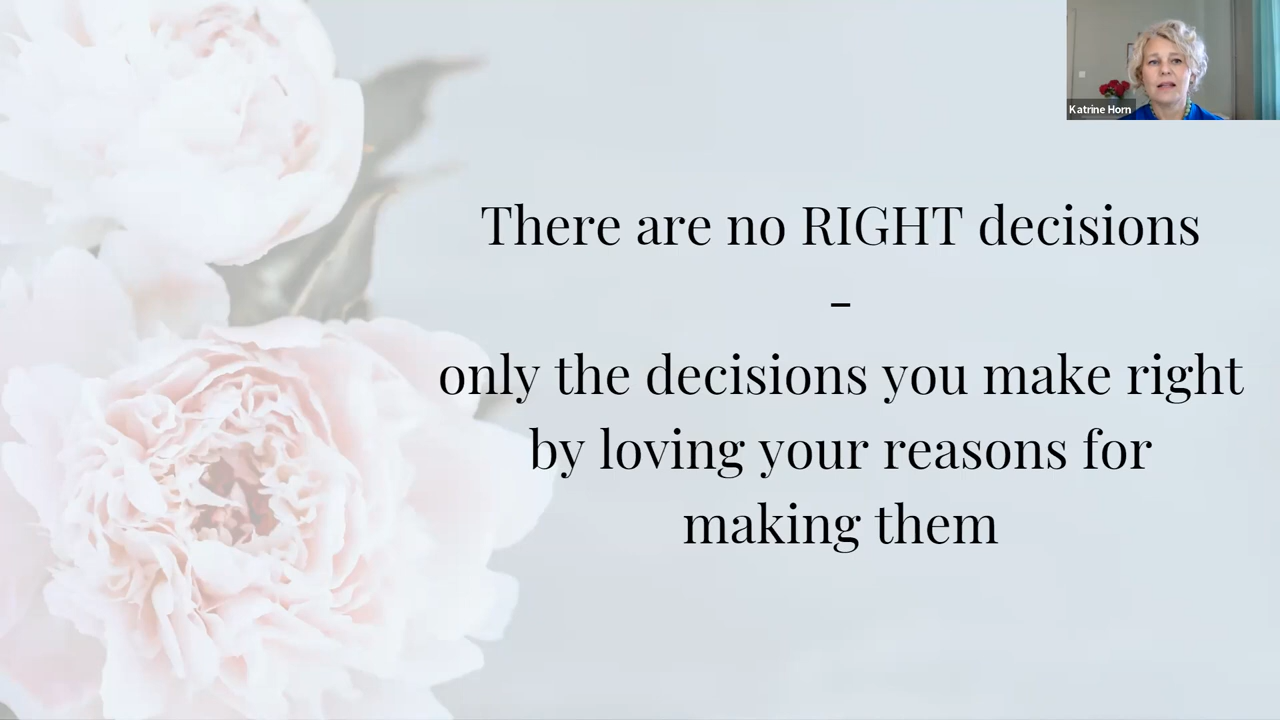 Katrine Horn
There are no RIGHT decisions
-
only the decisions you make right
by loving your reasons for
making them